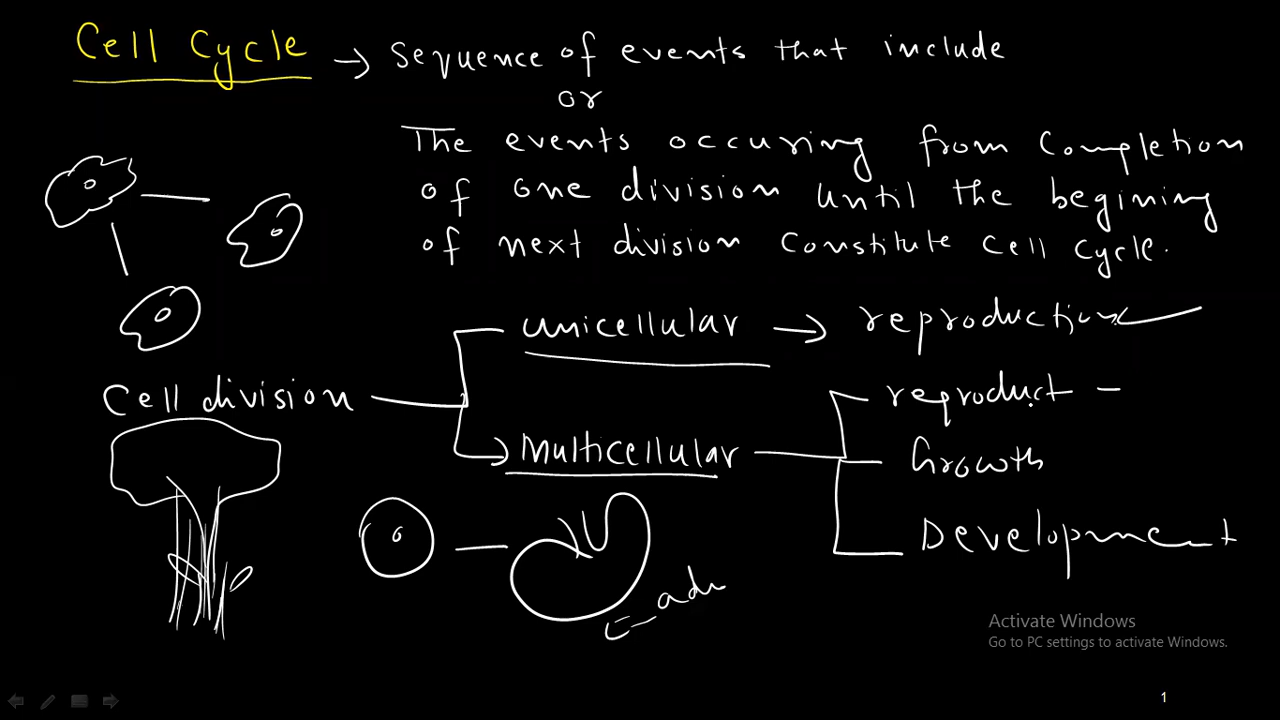 Cell Cycle → Sequence of events that include
or
The events occuring from Completion
of one division until the begining
of next division Constitute Cell Cycle.
unicellular → reproduction
Cell division
Multicellular
reproduct -
Growth
Development
Activate Windows
Go to PC settings to activate Windows.
1